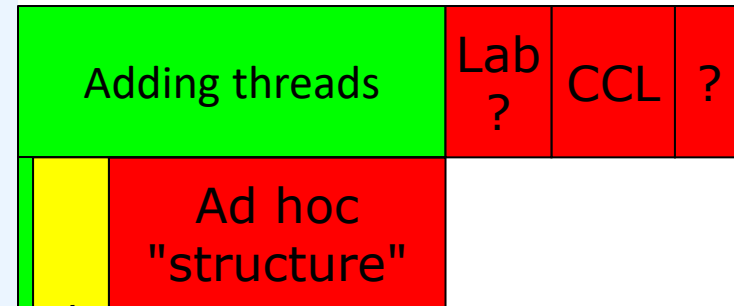 Adding threads
Lab
?
CCL
?
Ad hoc
"structure"